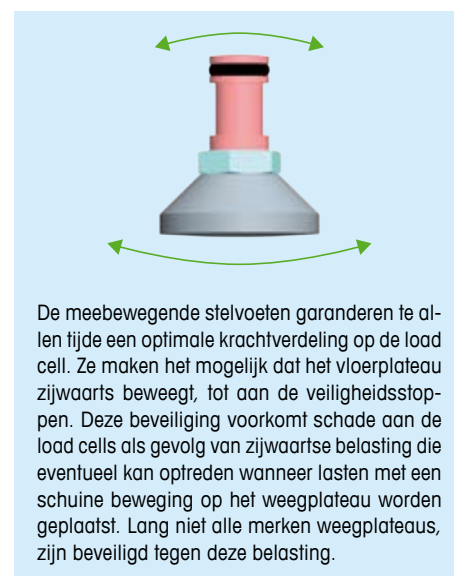 De meebewegende stelvoeten garanderen te al-
len tijde een optimale krachtverdeling op de load
cell. Ze maken het mogelijk dat het vloerplateau
zijwaarts beweegt, tot aan de veiligheidsstop-
pen. Deze beveiliging voorkomt schade aan de
load cells als gevolg van zijwaartse belasting die
eventueel kan optreden wanneer lasten met een
schuine beweging op het weegplateau worden
geplaatst. Lang niet alle merken weegplateaus,
zijn beveiligd tegen deze belasting.